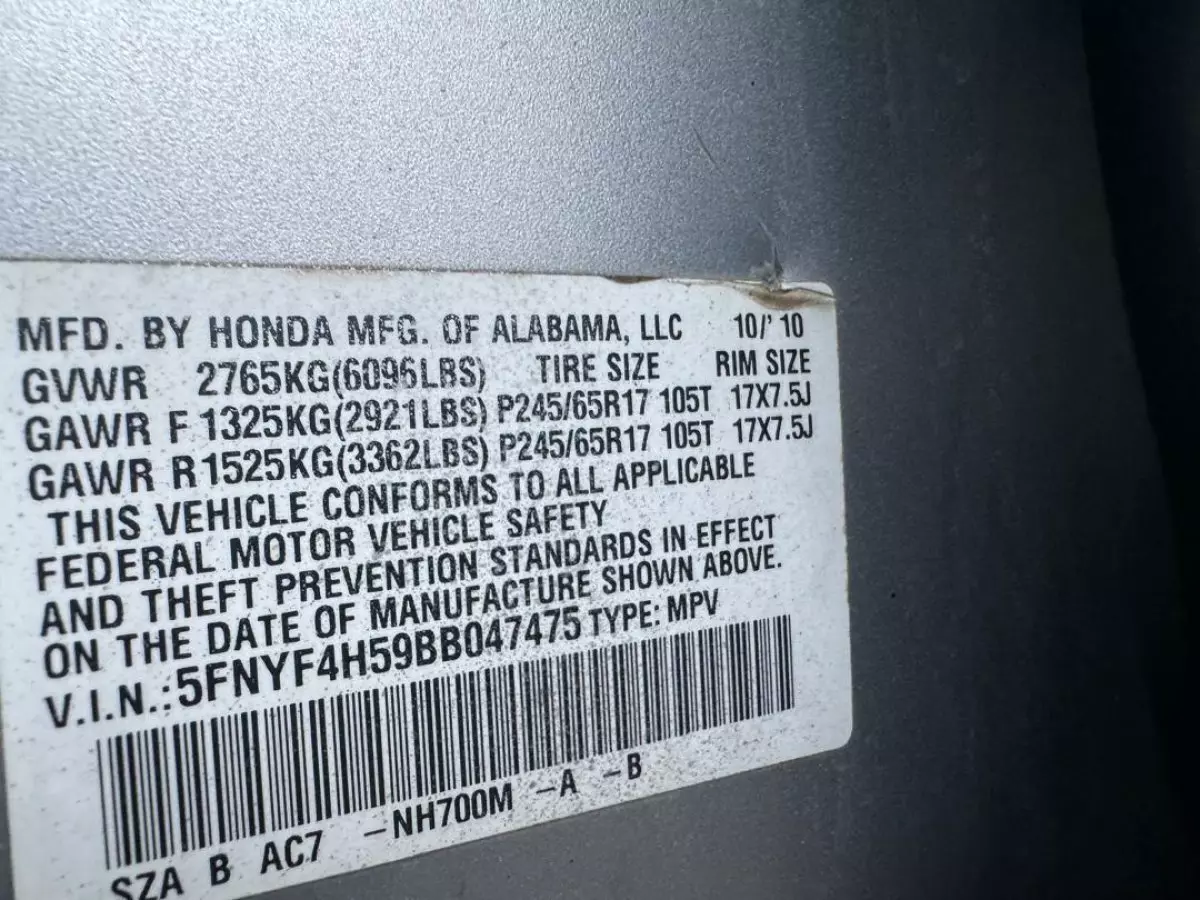 MFD. BY HONDA MFG. OF ALABAMA, LLC 10/' 10
GVWR 2765KG(6096LBS) TIRE SIZE RIM SIZE
GAWR F 1325KG(2921LBS) P245/65R17 105T 17X7.5J
GAWR R 1525KG(3362LBS) P245/65R17 105T 17X7.5J
THIS VEHICLE CONFORMS TO ALL APPLICABLE
FEDERAL MOTOR VEHICLE SAFETY
AND THEFT PREVENTION STANDARDS IN EFFECT
ON THE DATE OF MANUFACTURE SHOWN ABOVE.
V.I.N.:5FNYF4H59BB047475 TYPE: MPV
SZA B AC7 -NH700M -A -B